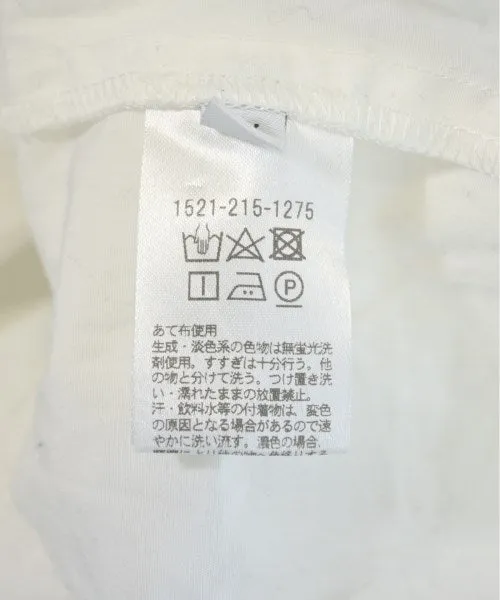 1521-215-1275
P
あて布使用
生成・淡色系の色物は無蛍光洗
剤使用。すすぎは十分行う。他
の物と分けて洗う。つけ置き洗
い・濡れたままの放置禁止。
汗・飲料水等の付着物は、変色
の原因となる場合があるので速
やかに洗い流す。濃色の場合、